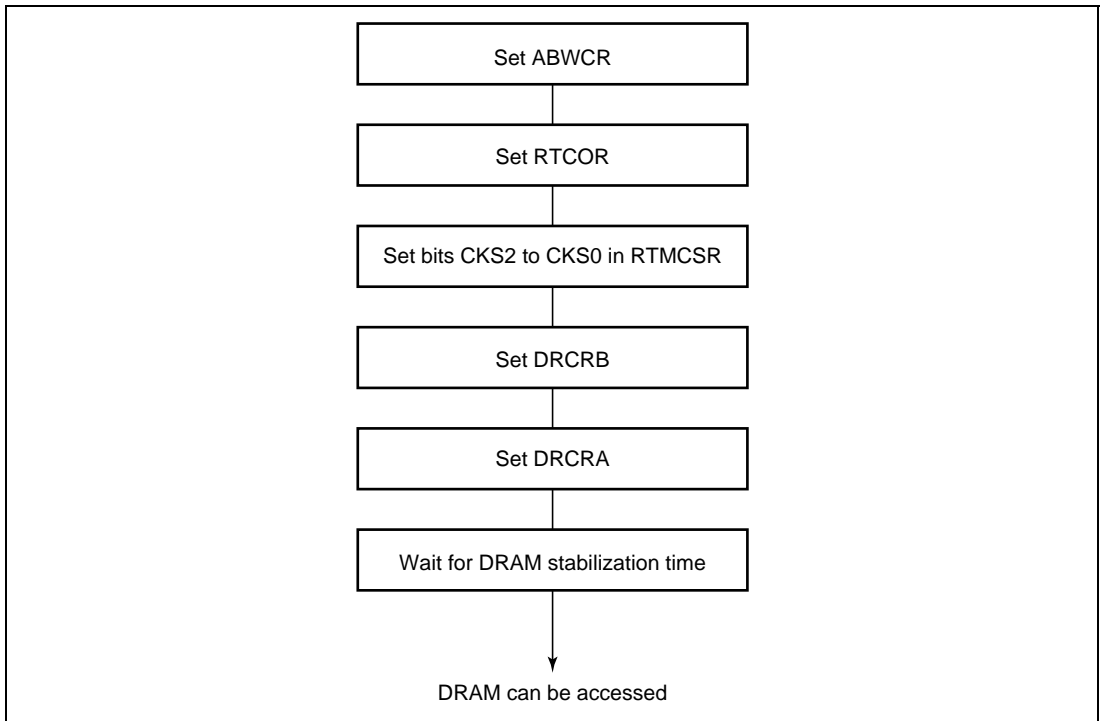 Set ABWCR
Set RTCOR
Set bits CKS2 to CKS0 in RTMCSR
Set DRCRB
Set DRCRA
Wait for DRAM stabilization time
DRAM can be accessed